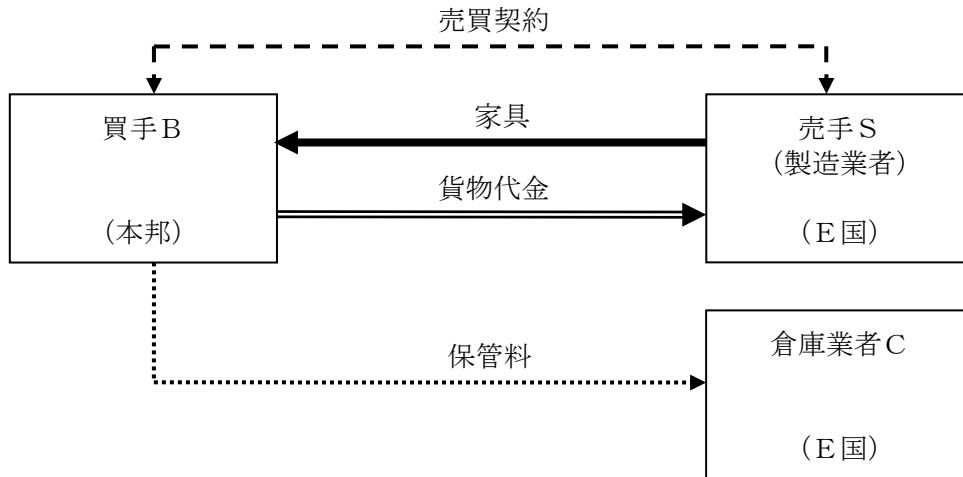 売買契約
買手Ｂ
（本邦）
家具
貨物代金
売手Ｓ
（製造業者）
（Ｅ国）
保管料
倉庫業者Ｃ
（Ｅ国）